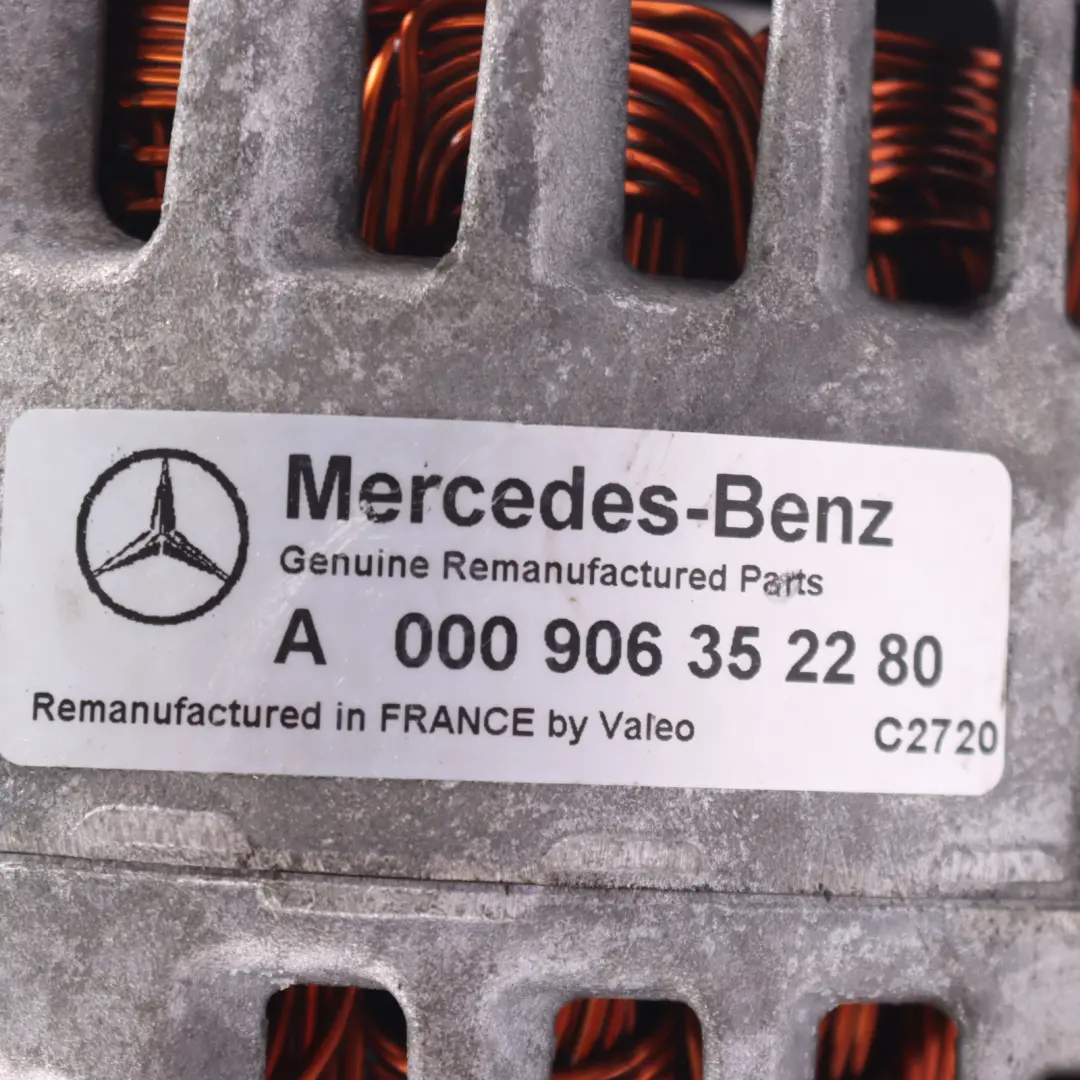 Mercedes-Benz
Genuine Remanufactured Parts
A 000 906 35 22 80
Remanufactured in FRANCE by Valeo C2720